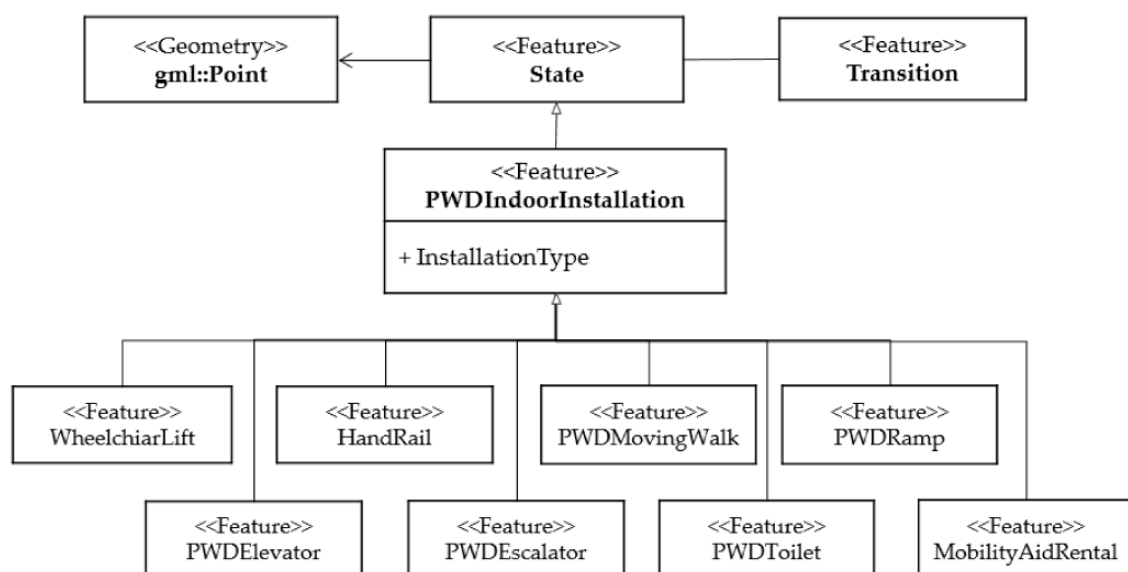 <<Geometry>>
gml::Point
<<Feature>>
State
<<Feature>>
Transition
<<Feature>>
PWDIndoorInstallation
+ InstallationType
<<Feature>>
WheelchiarLift
<<Feature>>
HandRail
<<Feature>>
PWDMovingWalk
<<Feature>>
PWDRamp
<<Feature>>
PWDElevator
<<Feature>>
PWDEscalator
<<Feature>>
PWDToilet
<<Feature>>
MobilityAidRental